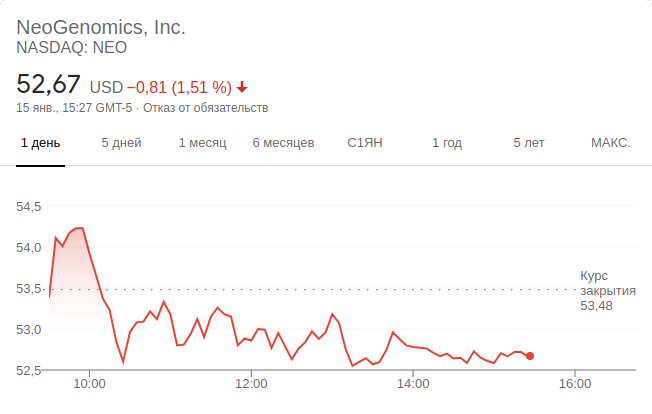 NeoGenomics, Inc.
NASDAQ: NEO
52,67 USD −0,81 (1,51 %)
15 янв., 15:27 GMT-5 · Отказ от обязательств
1 день 5 дней 1 месяц 6 месяцев С1ЯН 1 год 5 лет МАКС.
54,5
54,0
53,5
53,0
52,5
Курс
закрытия
53,48
10:00 12:00 14:00 16:00